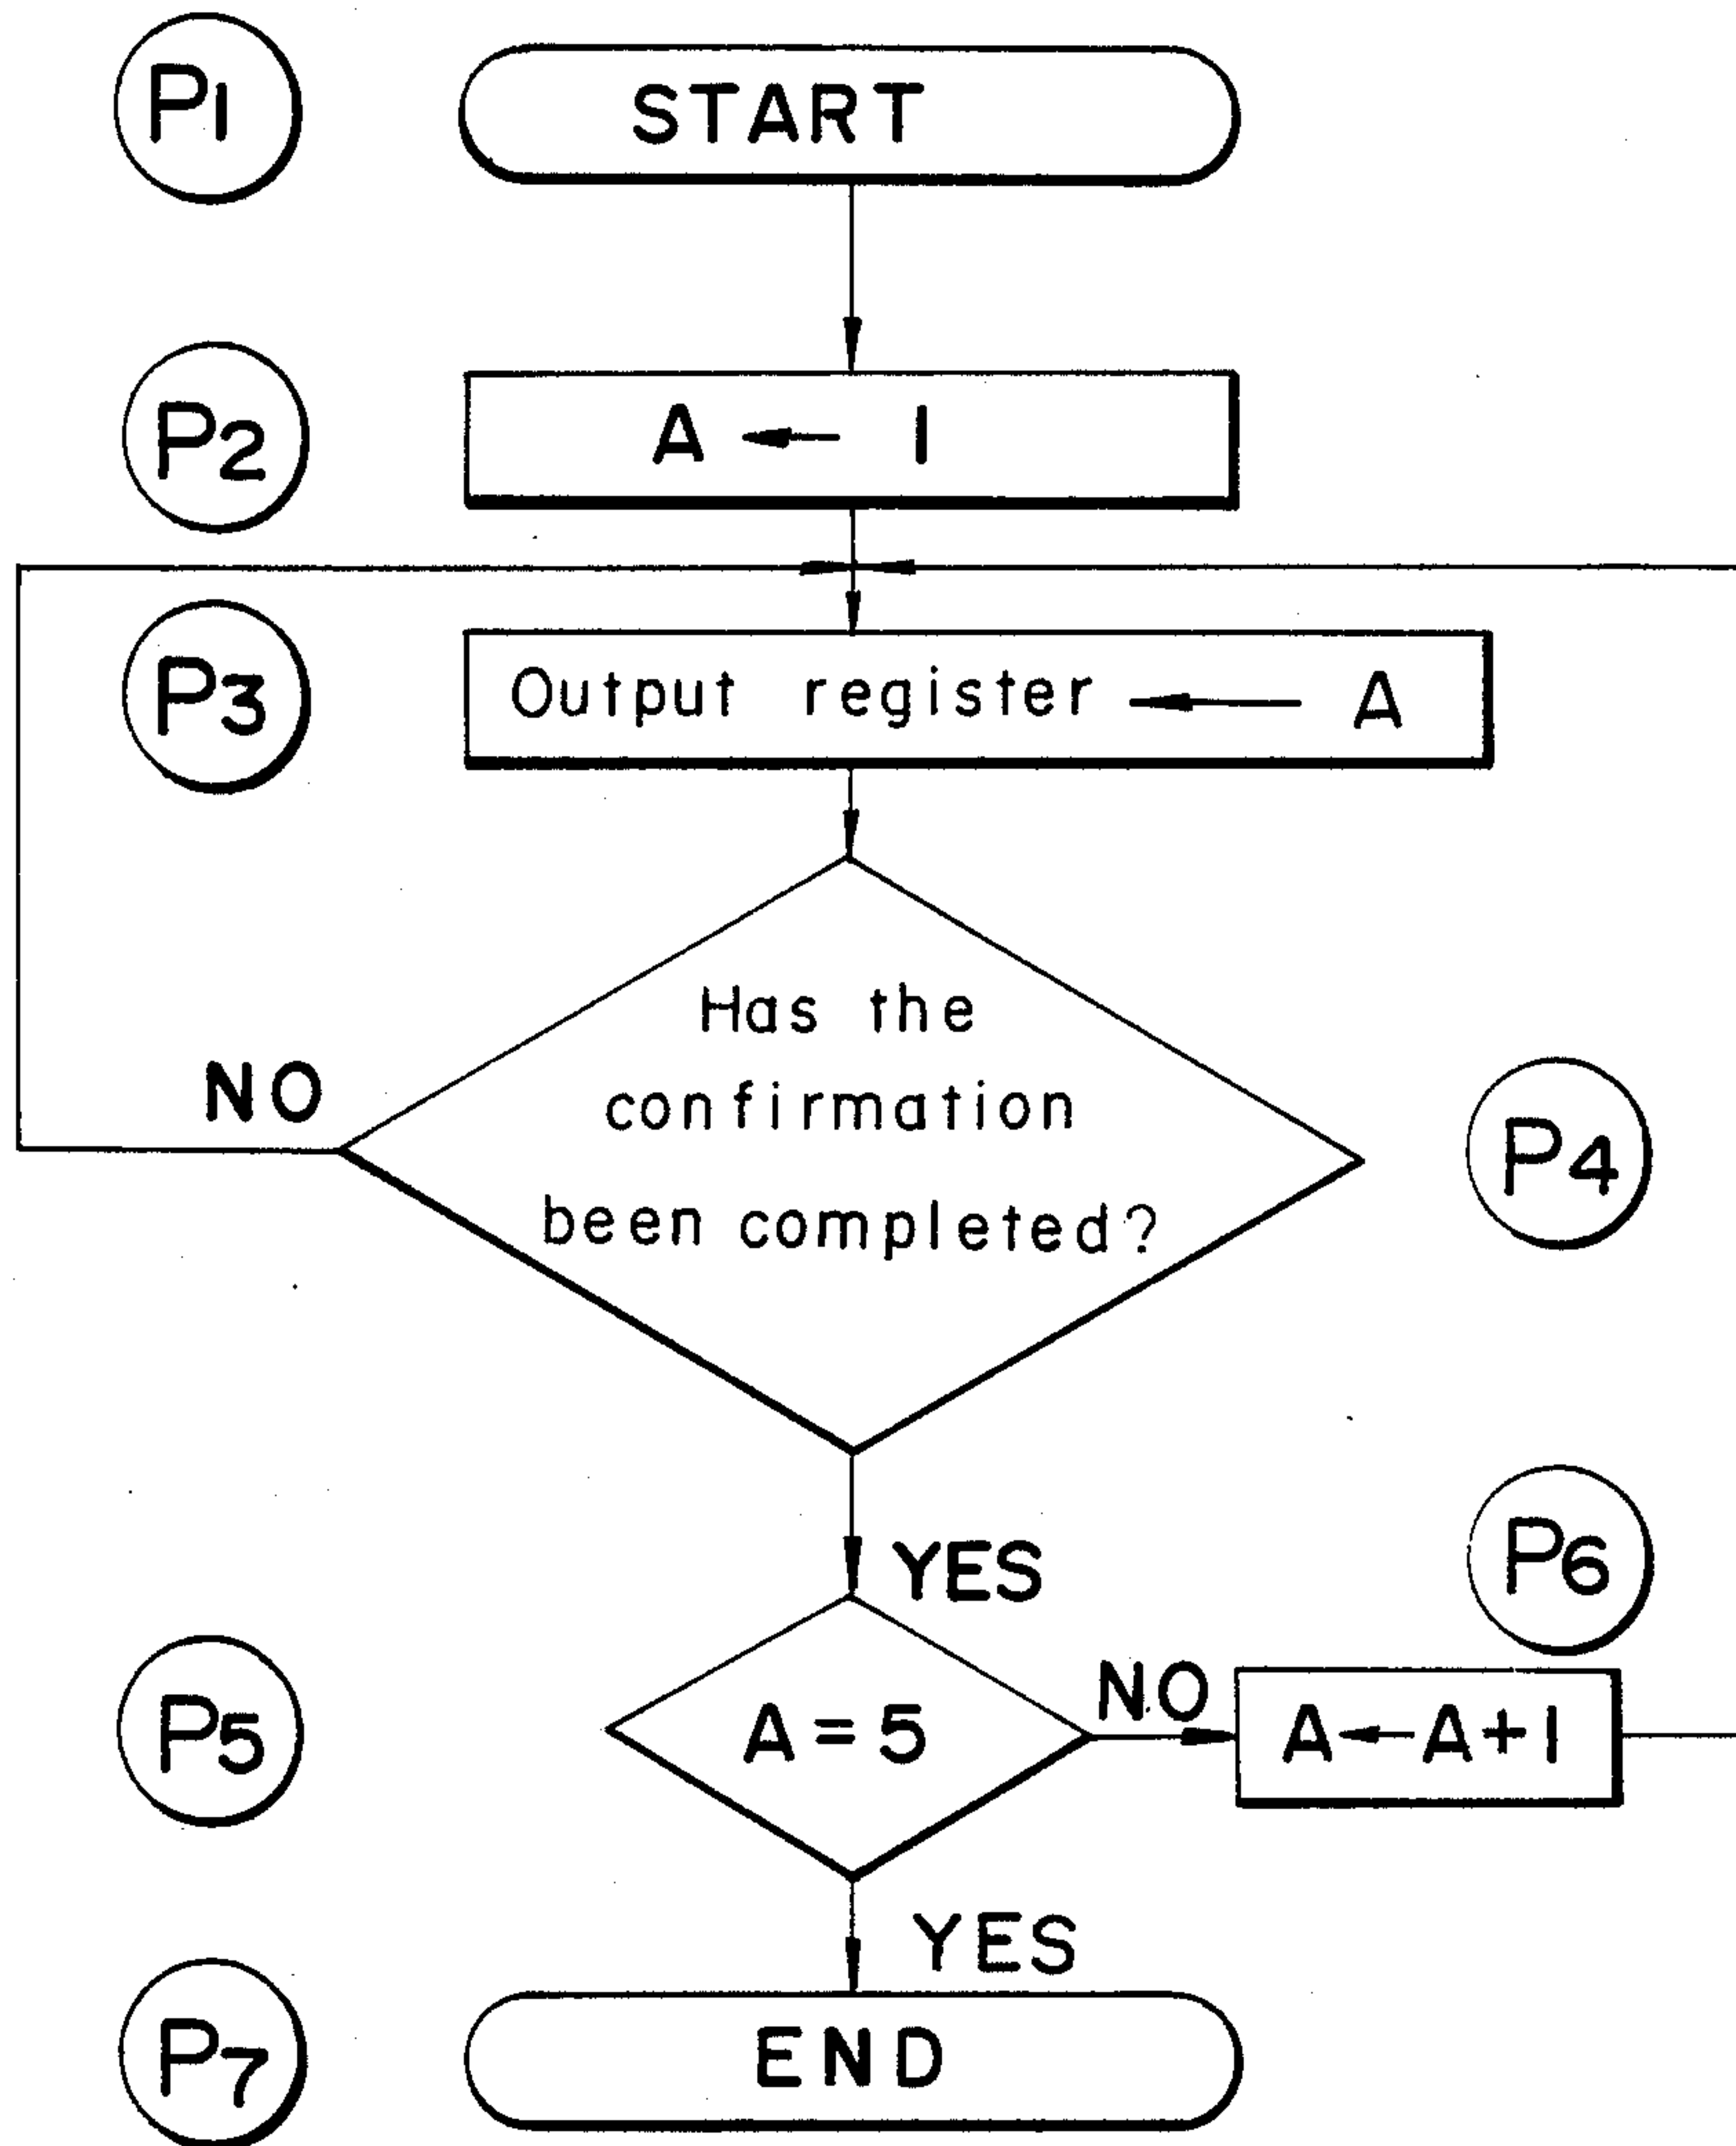 P1
START
P2
A ← 1
P3
Output register ← A
Has the
confirmation
been completed?
NO
P4
YES
P5
A = 5
NO
P6
A ← A + 1
YES
P7
END